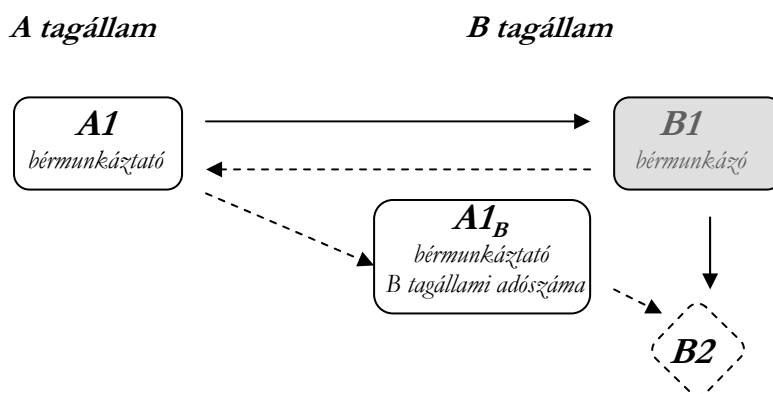 A tagállam
B tagállam
A1
bérmunkáztató
B1
bérmunkázó
A1B
bérmunkáztató
B tagállami adószáma
B2